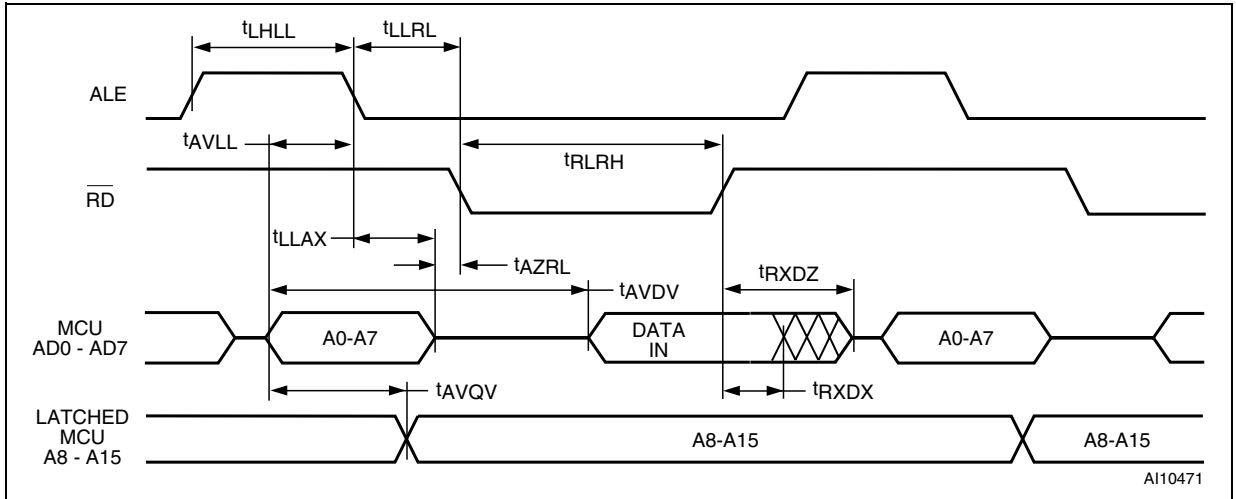 tLHLL tLLRL
ALE
tAVLL
tRLRH
RD
tLLAX
tAZRL
tRXDZ
tAVDV
MCU
AD0 - AD7
A0-A7
DATA
IN
A0-A7
tAVQV
tRXDX
LATCHED
MCU
A8 - A15
A8-A15
A8-A15
AI10471